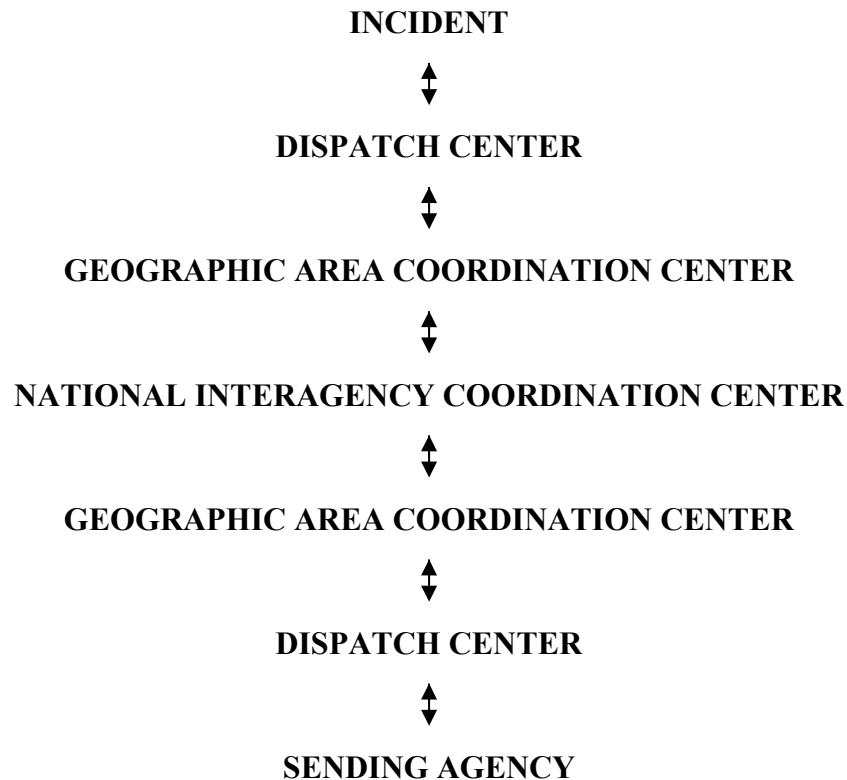 INCIDENT
DISPATCH CENTER
GEOGRAPHIC AREA COORDINATION CENTER
NATIONAL INTERAGENCY COORDINATION CENTER
GEOGRAPHIC AREA COORDINATION CENTER
DISPATCH CENTER
SENDING AGENCY